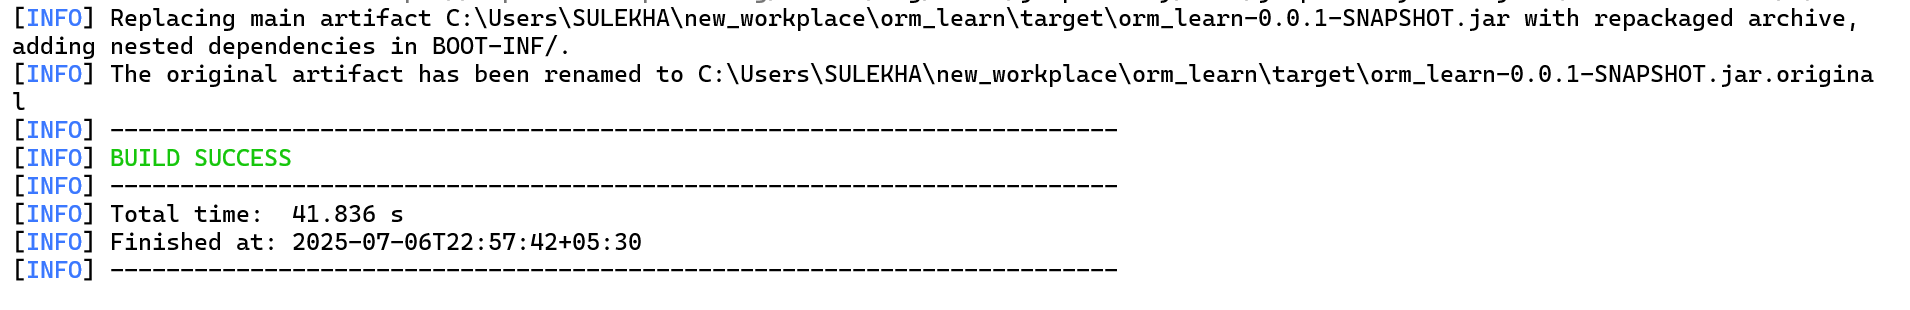 [INFO] Replacing main artifact C:\Users\SULEKHA\new_workplace\orm_learn\target\orm_learn-0.0.1-SNAPSHOT.jar with repackaged archive,
adding nested dependencies in BOOT-INF/.
[INFO] The original artifact has been renamed to C:\Users\SULEKHA\new_workplace\orm_learn\target\orm_learn-0.0.1-SNAPSHOT.jar.origina
l
[INFO] ------------------------------------------------------------------------
[INFO] BUILD SUCCESS
[INFO] ------------------------------------------------------------------------
[INFO] Total time:  41.836 s
[INFO] Finished at: 2025-07-06T22:57:42+05:30
[INFO] ------------------------------------------------------------------------